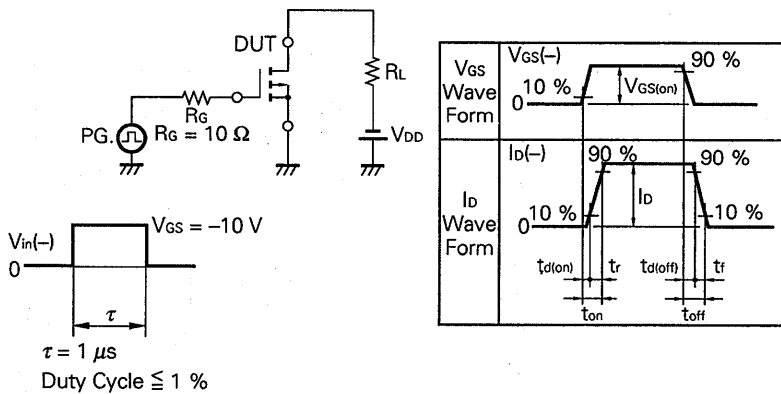 DUT
RL
RG
PG.
RG = 10 Ω
VDD
Vin(–)
0
VGS = –10 V
τ
τ = 1 μs
Duty Cycle ≦ 1 %
VGS
Wave
Form
VGS(–)
10 %
0
VGS(on)
90 %
ID
Wave
Form
ID(–)
90 %
90 %
10 %
0
ID
10 %
td(on)
tr
td(off)
tf
ton
toff